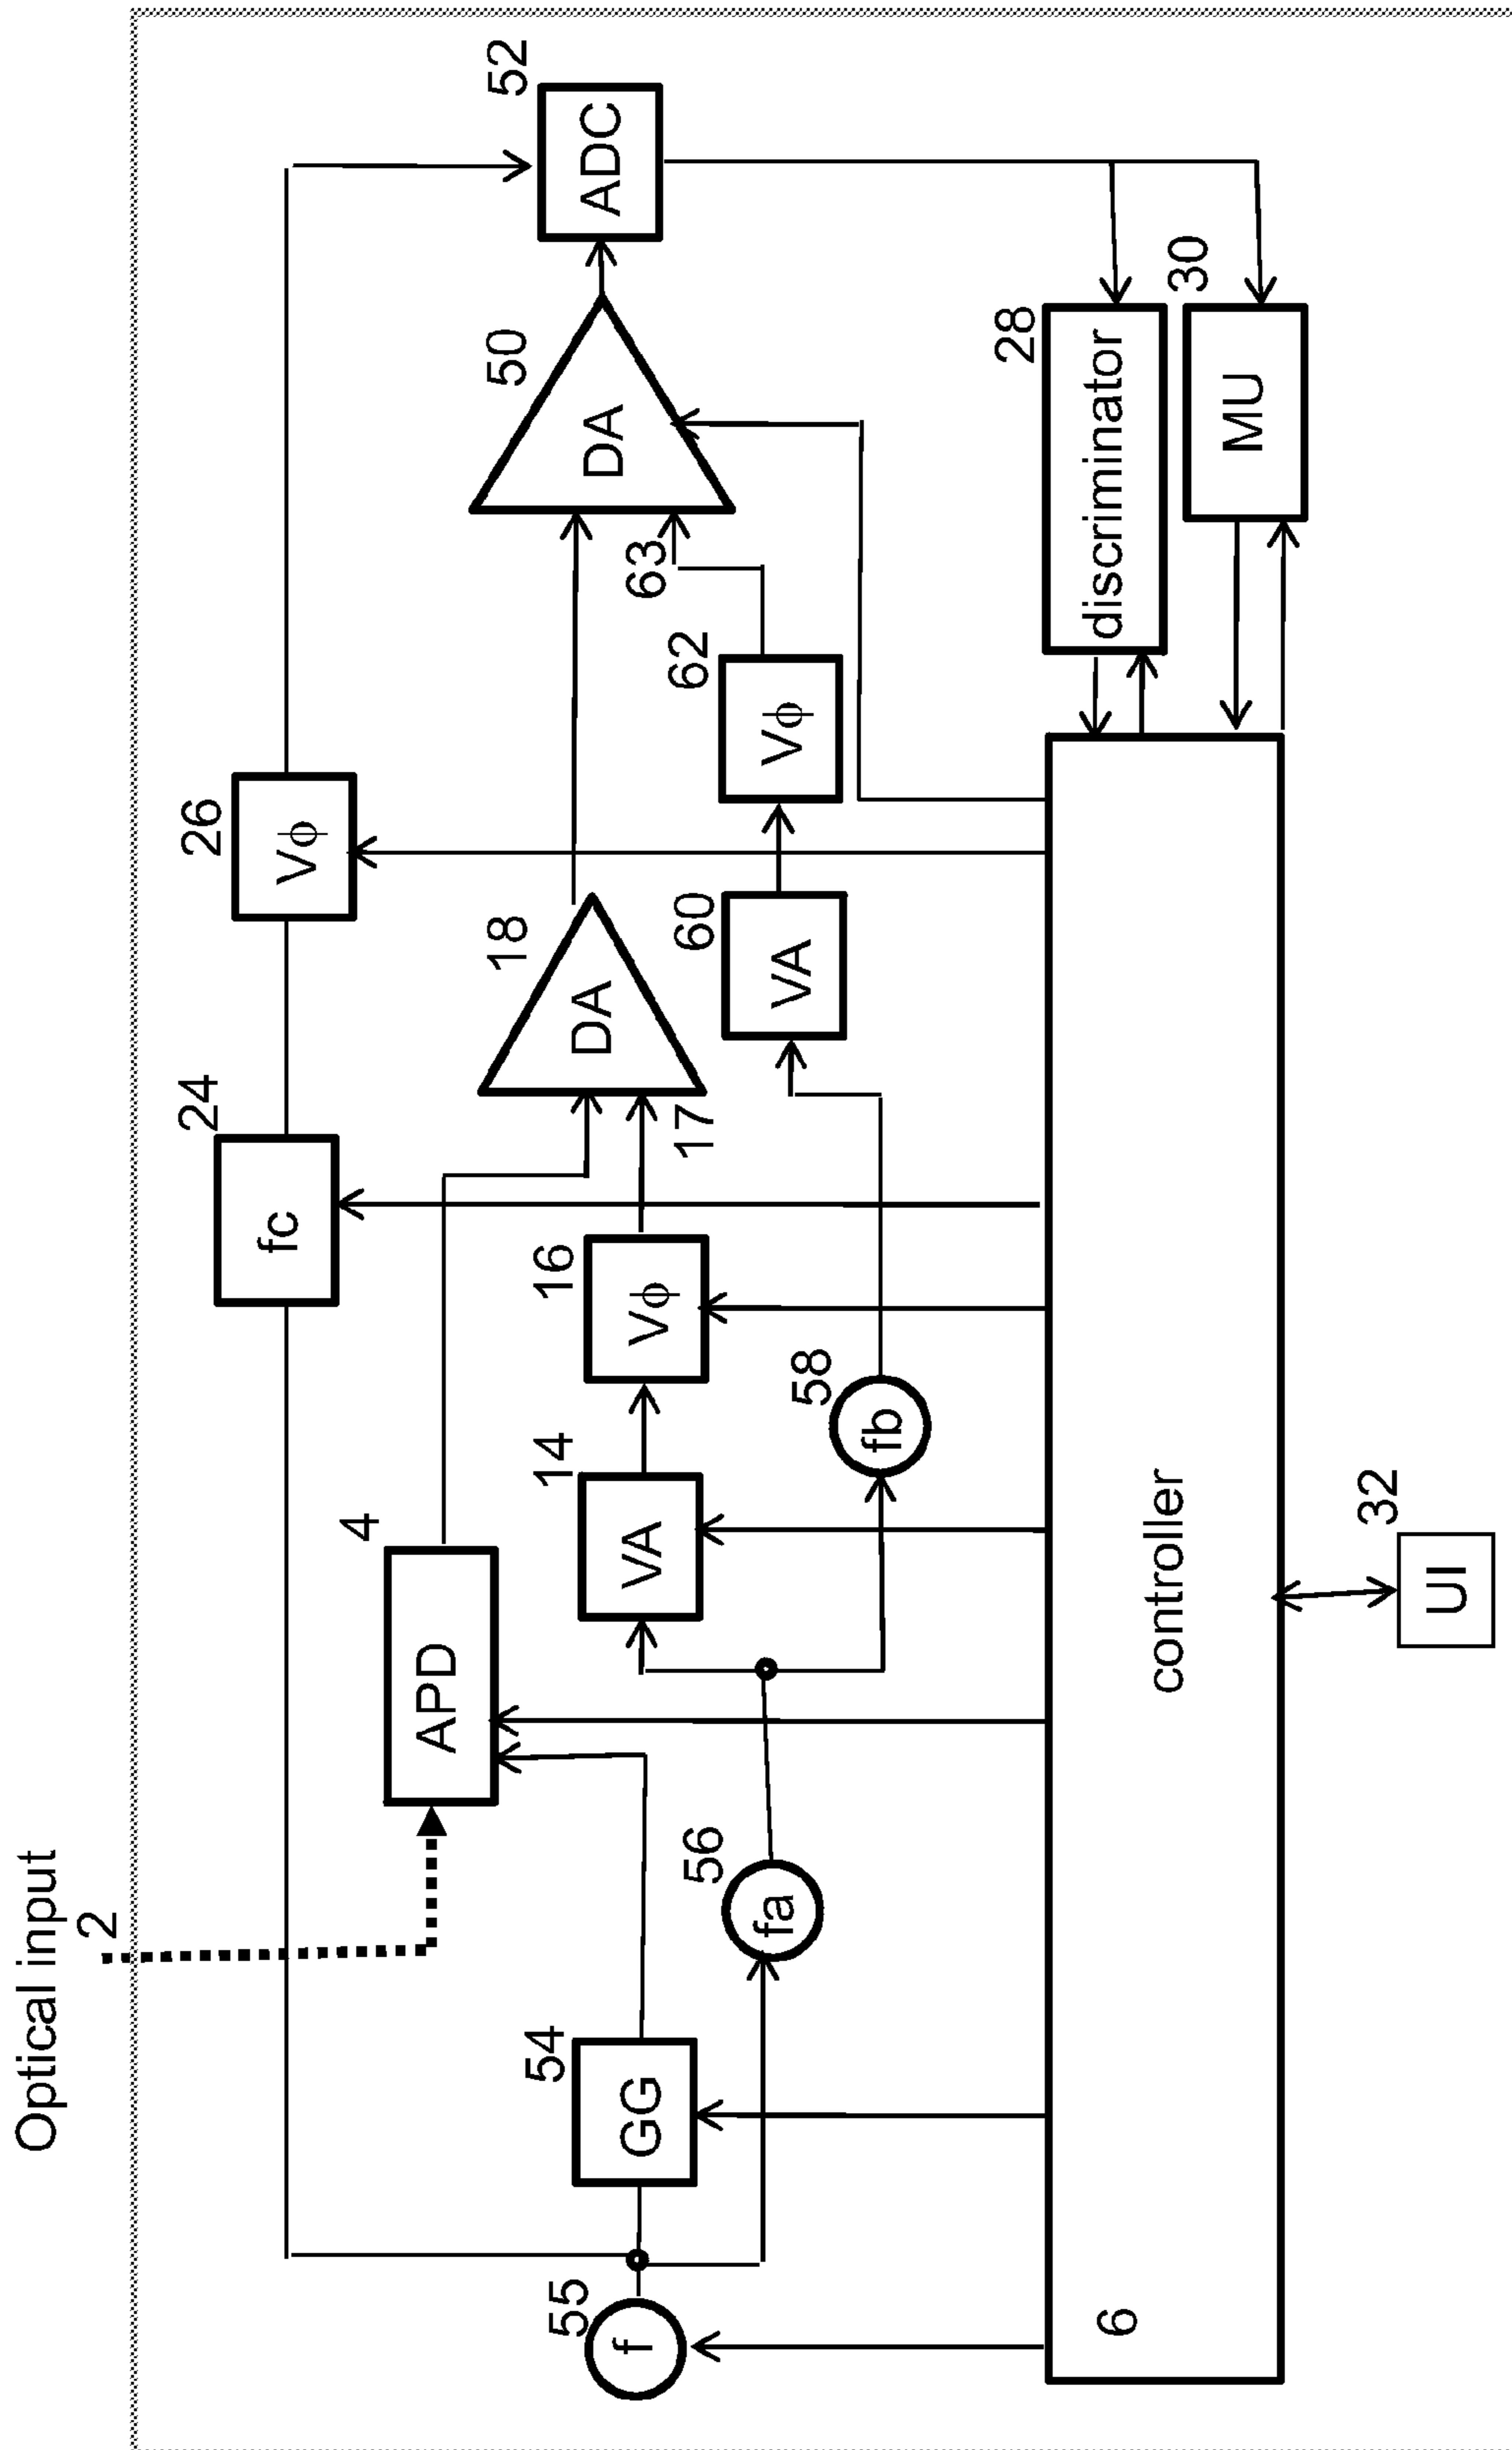 Optical input
2
24
fc
26
Vϕ
52
ADC
4
APD
18
DA
50
DA
54
GG
14
VA
16
Vϕ
17
63
55
f
56
fa
58
fb
60
VA
62
Vϕ
6
controller
28
discriminator
30
MU
32
UI